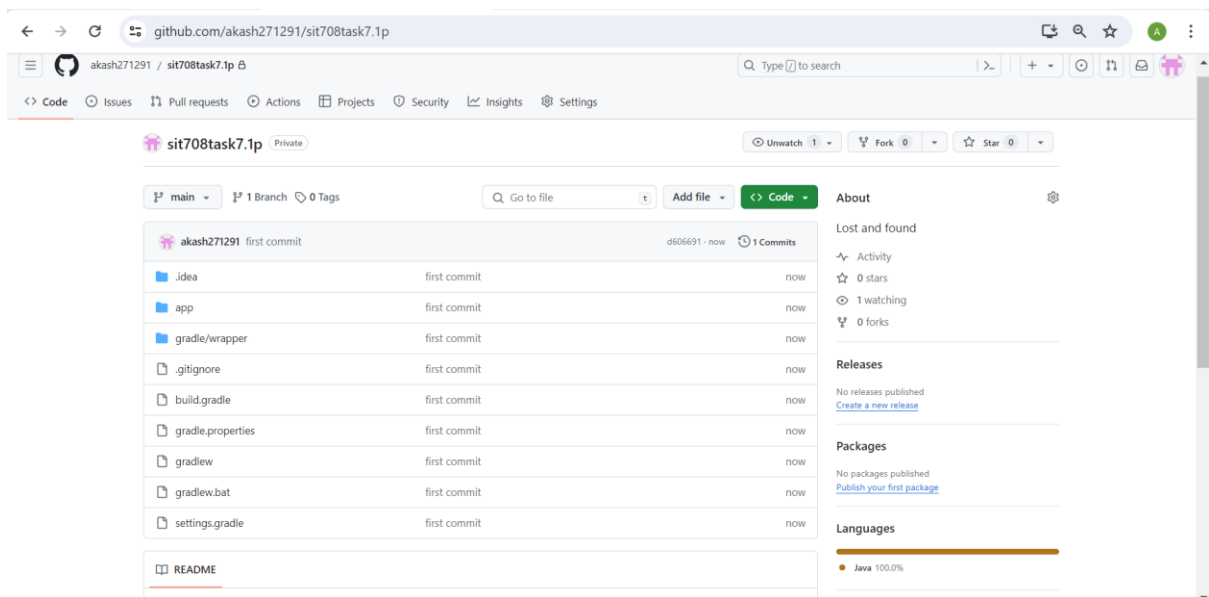 github.com/akash271291/sit708task7.1p
A
akash271291 / sit708task7.1p
Type / to search
<> Code Issues Pull requests Actions Projects Security Insights Settings
sit708task7.1p Private
Unwatch 1 Fork 0 Star 0
main 1 Branch 0 Tags
Go to file t
Add file <> Code
akash271291 first commit d606691 · now 1 Commits
.idea first commit now
app first commit now
gradle/wrapper first commit now
.gitignore first commit now
build.gradle first commit now
gradle.properties first commit now
gradlew first commit now
gradlew.bat first commit now
settings.gradle first commit now
README
About
Lost and found
Activity
0 stars
1 watching
0 forks
Releases
No releases published
Create a new release
Packages
No packages published
Publish your first package
Languages
Java 100.0%